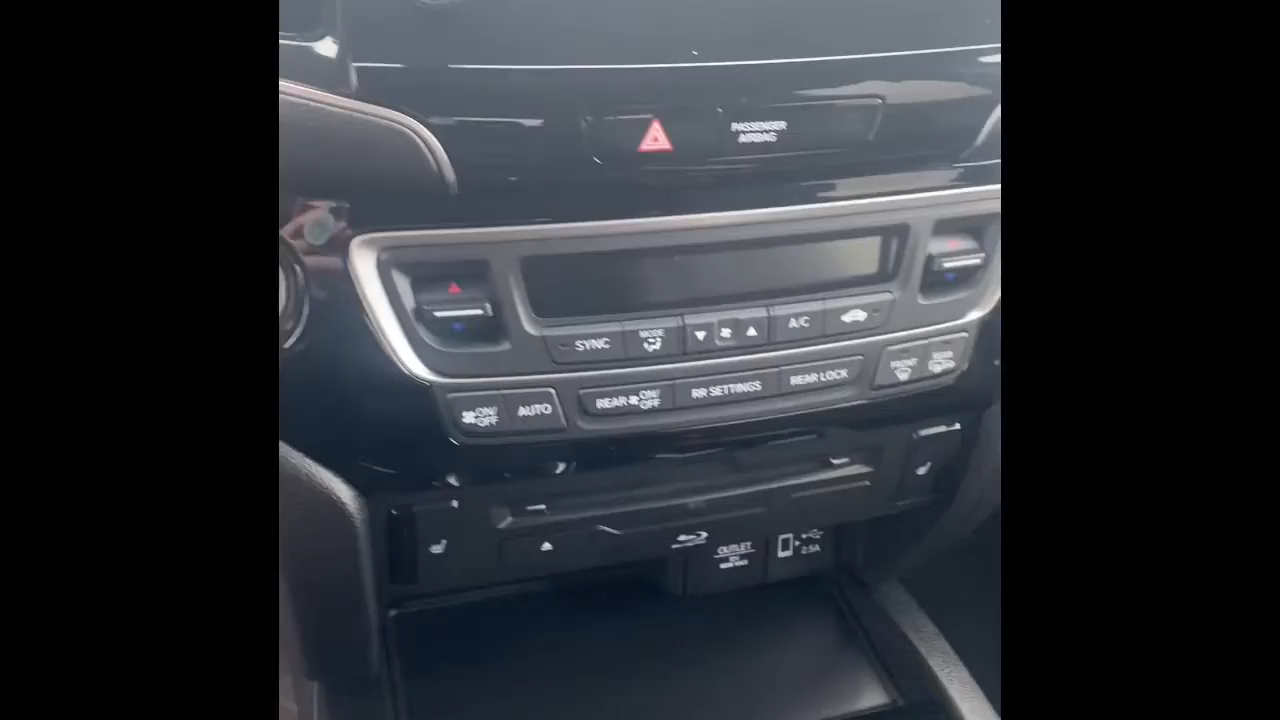 PASSENGER
AIRBAG
SYNC
MODE
A/C
ON/
OFF
AUTO
REAR ON/
OFF
RR SETTINGS
REAR LOCK
FRONT
REAR
OUTLET
2.5A